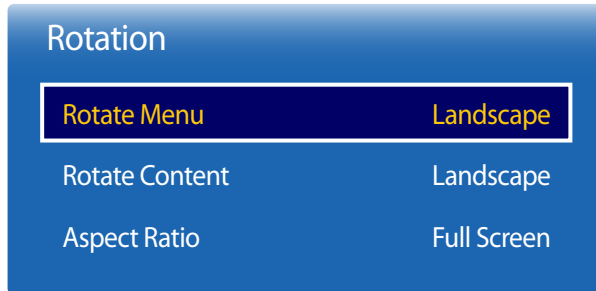 Rotation
Rotate Menu Landscape
Rotate Content Landscape
Aspect Ratio Full Screen